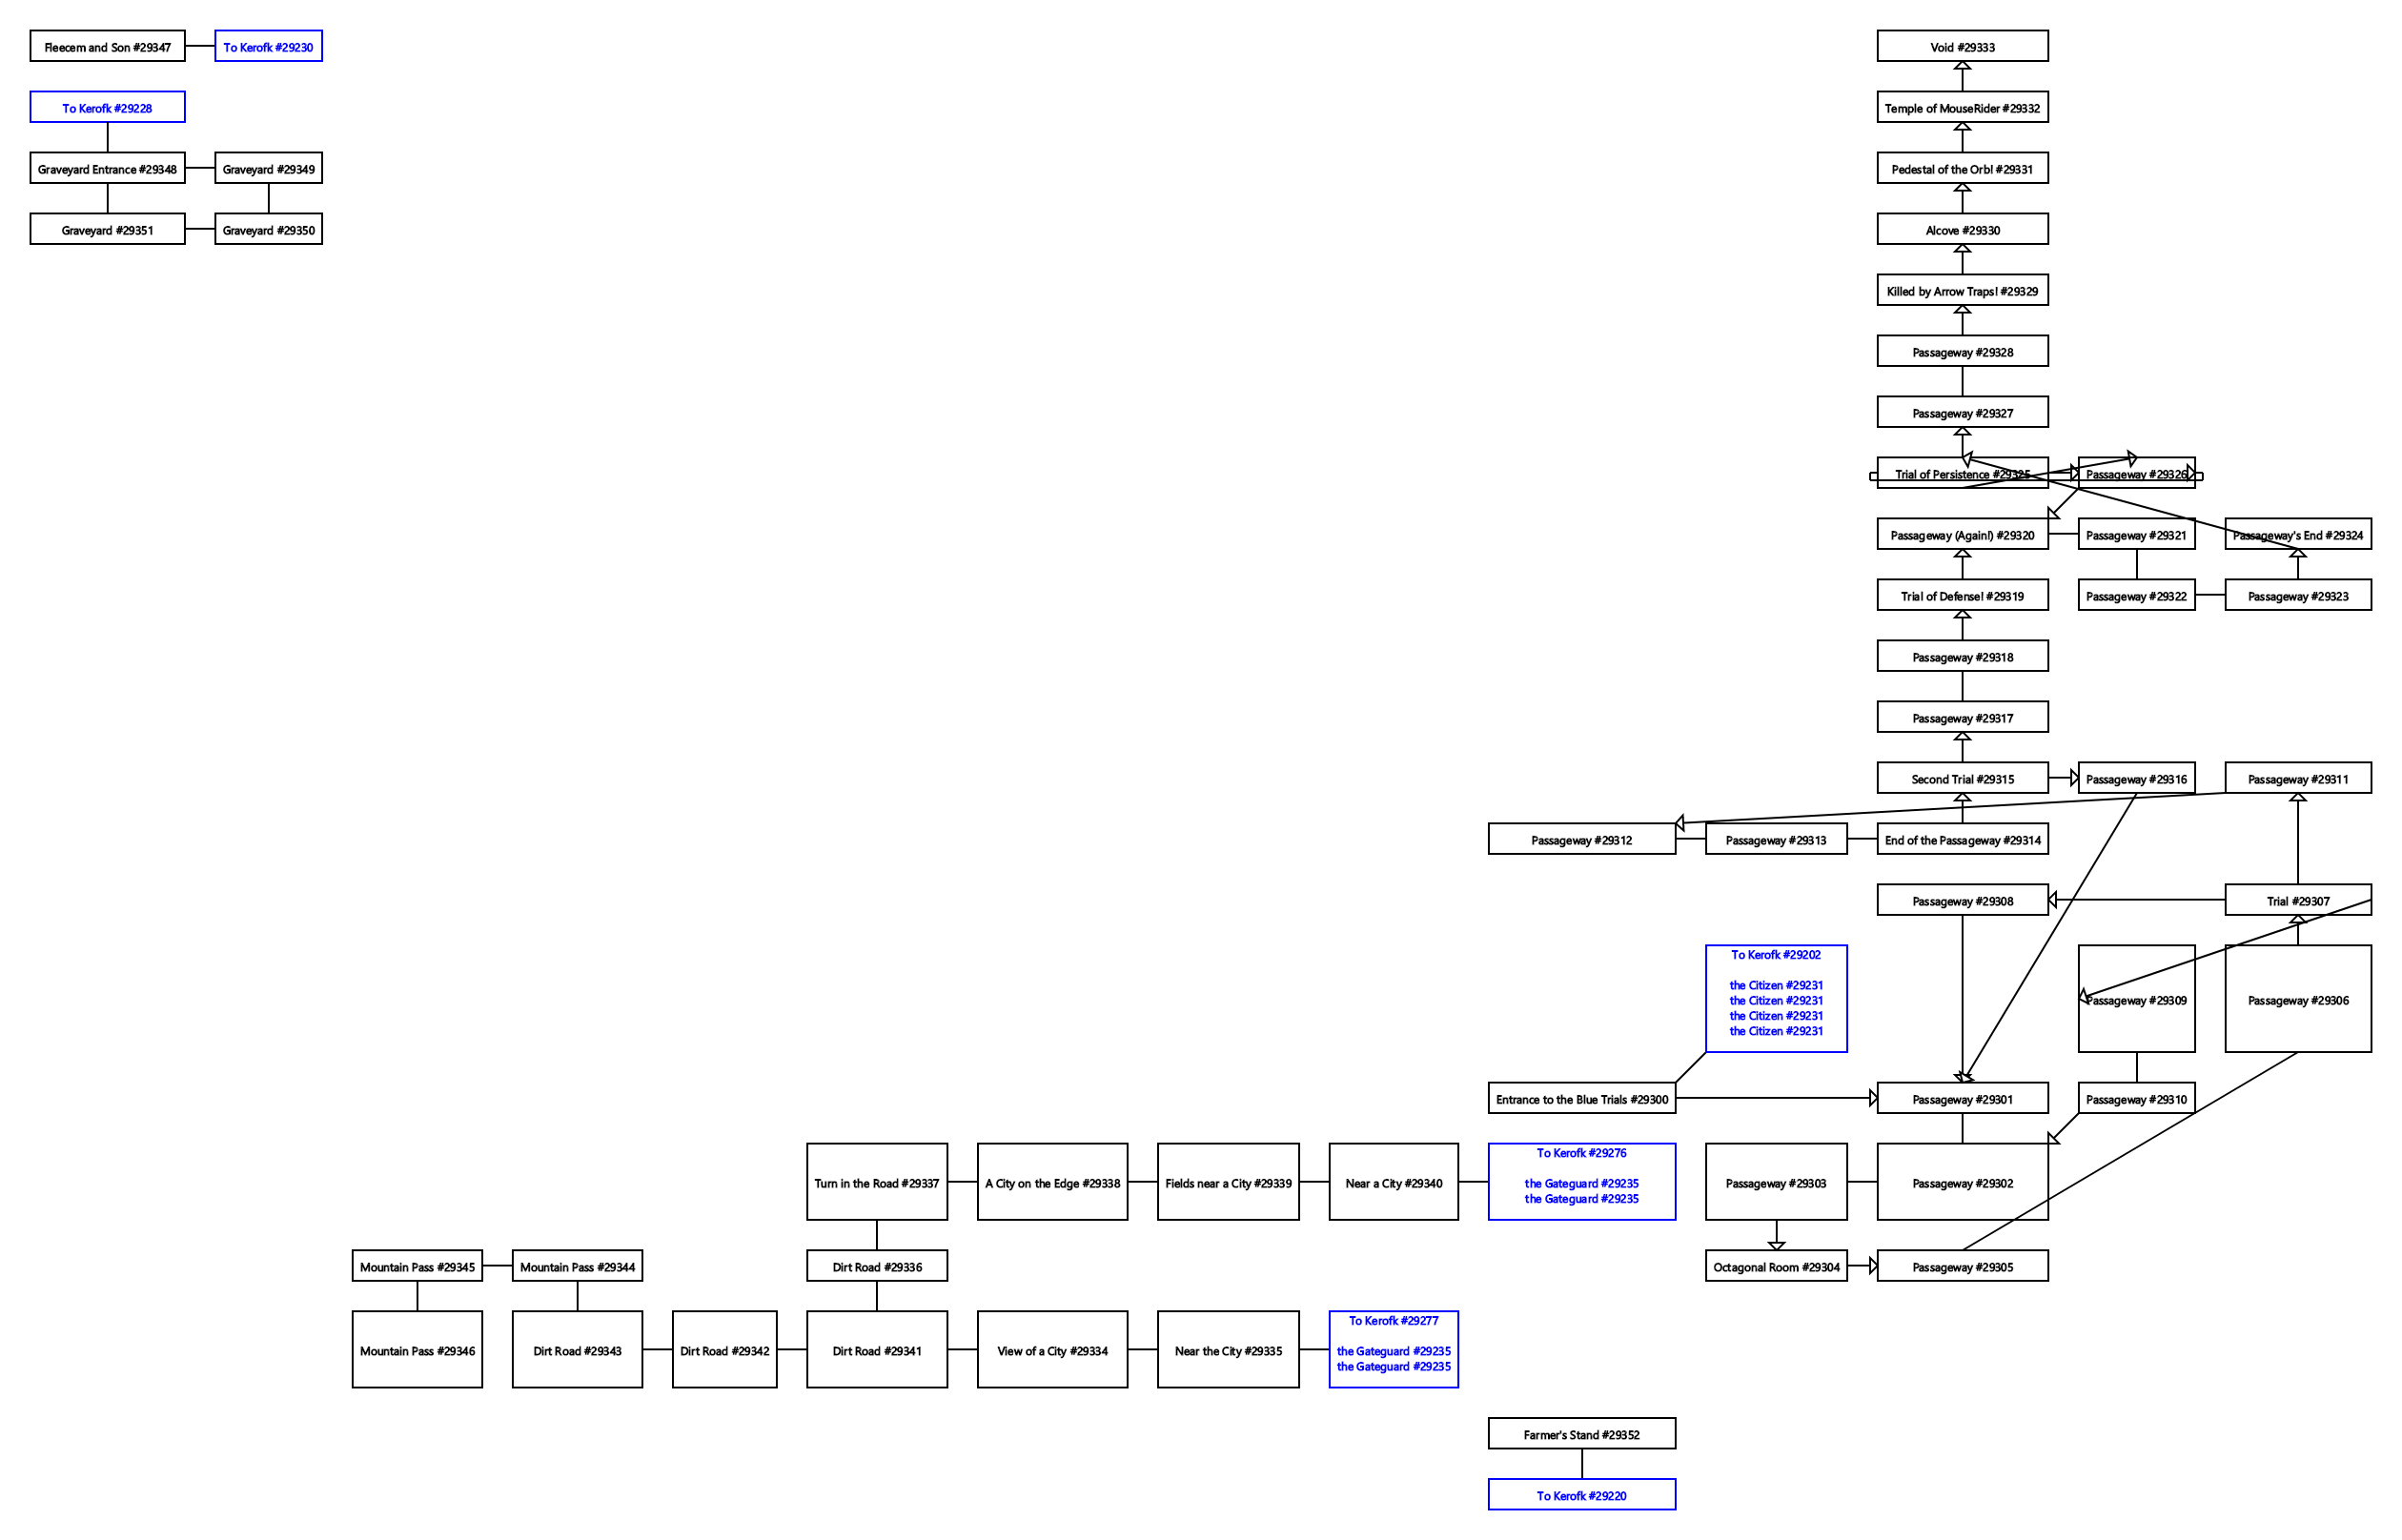 Fleecem and Son #29347
To Kerofk #29230
Void #29333
To Kerofk #29228
Temple of MouseRider #29332
Graveyard Entrance #29348
Graveyard #29349
Pedestal of the Orb! #29331
Graveyard #29351
Graveyard #29350
Alcove #29330
Killed by Arrow Traps! #29329
Passageway #29328
Passageway #29327
Trial of Persistence #29325
Passageway #29326
Passageway (Again!) #29320
Passageway #29321
Passageway's End #29324
Trial of Defense! #29319
Passageway #29322
Passageway #29323
Passageway #29318
Passageway #29317
Second Trial #29315
Passageway #29316
Passageway #29311
Passageway #29312
Passageway #29313
End of the Passageway #29314
Passageway #29308
Trial #29307
To Kerofk #29202
the Citizen #29231
the Citizen #29231
the Citizen #29231
the Citizen #29231
Passageway #29309
Passageway #29306
Entrance to the Blue Trials #29300
Passageway #29301
Passageway #29310
Turn in the Road #29337
A City on the Edge #29338
Fields near a City #29339
Near a City #29340
To Kerofk #29276
the Gateguard #29235
the Gateguard #29235
Passageway #29303
Passageway #29302
Mountain Pass #29345
Mountain Pass #29344
Dirt Road #29336
Octagonal Room #29304
Passageway #29305
Mountain Pass #29346
Dirt Road #29343
Dirt Road #29342
Dirt Road #29341
View of a City #29334
Near the City #29335
To Kerofk #29277
the Gateguard #29235
the Gateguard #29235
Farmer's Stand #29352
To Kerofk #29220